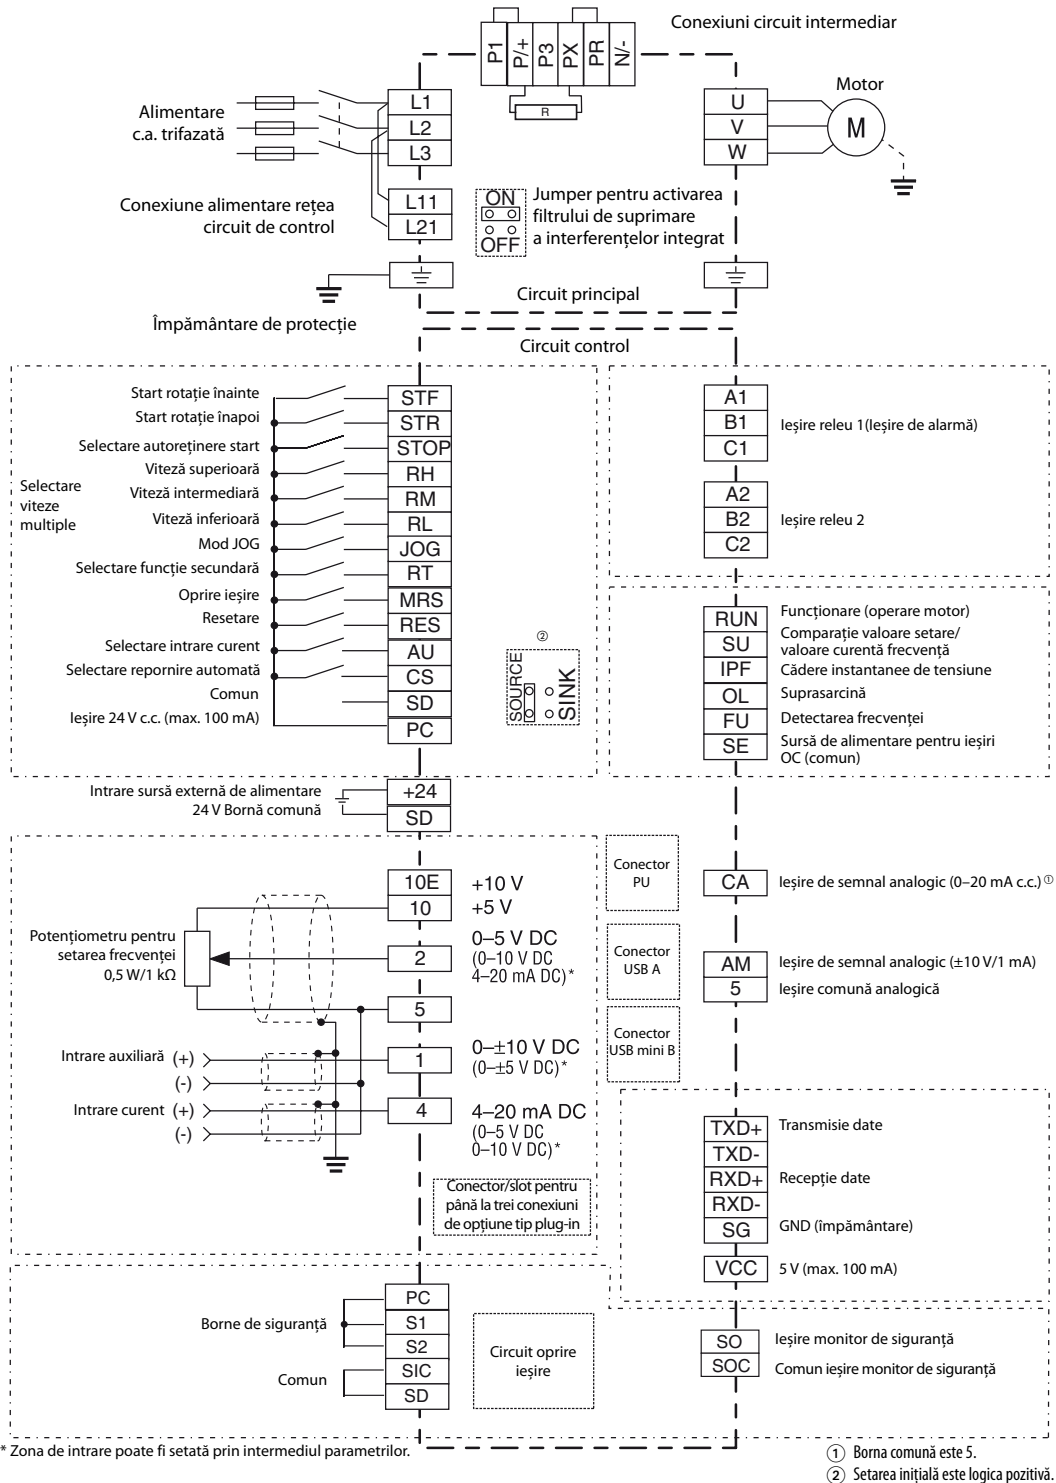 Conexiuni circuit intermediar
P1
P/+
P3
PX
PR
N/-
R
Alimentare
c.a. trifazată
L1
L2
L3
U
V
W
Motor
M
Conexiune alimentare rețea
circuit de control
L11
L21
ON
OFF
Jumper pentru activarea
filtrului de suprimare
a interferențelor integrat
Împământare de protecție
Circuit principal
Circuit control
Selectare
viteze
multiple
Start rotație înainte
STF
Start rotație înapoi
STR
Selectare autoreținere start
STOP
Viteză superioară
RH
Viteză intermediară
RM
Viteză inferioară
RL
Mod JOG
JOG
Selectare funcție secundară
RT
Oprire ieșire
MRS
Resetare
RES
Selectare intrare curent
AU
Selectare repornire automată
CS
Comun
SD
Ieșire 24 V c.c. (max. 100 mA)
PC
②
SOURCE
SINK
A1
B1
C1
Ieșire releu 1(Ieșire de alarmă)
A2
B2
C2
Ieșire releu 2
RUN
Funcționare (operare motor)
SU
Comparație valoare setare/
valoare curentă frecvență
IPF
Cădere instantanee de tensiune
OL
Suprasarcină
FU
Detectarea frecvenței
SE
Sursă de alimentare pentru ieșiri
OC (comun)
Intrare sursă externă de alimentare
24 V Bornă comună
+24
SD
10E
+10 V
10
+5 V
Potențiometru pentru
setarea frecvenței
0,5 W/1 kΩ
2
0–5 V DC
(0–10 V DC
4–20 mA DC)*
5
Intrare auxiliară (+)
(-)
1
0–±10 V DC
(0–±5 V DC)*
Intrare curent (+)
(-)
4
4–20 mA DC
(0–5 V DC
0–10 V DC)*
Conector/slot pentru
până la trei conexiuni
de opțiune tip plug-in
Conector
PU
Conector
USB A
Conector
USB mini B
CA
Ieșire de semnal analogic (0–20 mA c.c.) ①
AM
Ieșire de semnal analogic (±10 V/1 mA)
5
Ieșire comună analogică
TXD+
Transmisie date
TXD-
RXD+
Recepție date
RXD-
SG
GND (împământare)
VCC
5 V (max. 100 mA)
Borne de siguranță
PC
S1
S2
Comun
SIC
SD
Circuit oprire
ieșire
SO
Ieșire monitor de siguranță
SOC
Comun ieșire monitor de siguranță
* Zona de intrare poate fi setată prin intermediul parametrilor.
① Borna comună este 5.
② Setarea inițială este logica pozitivă.